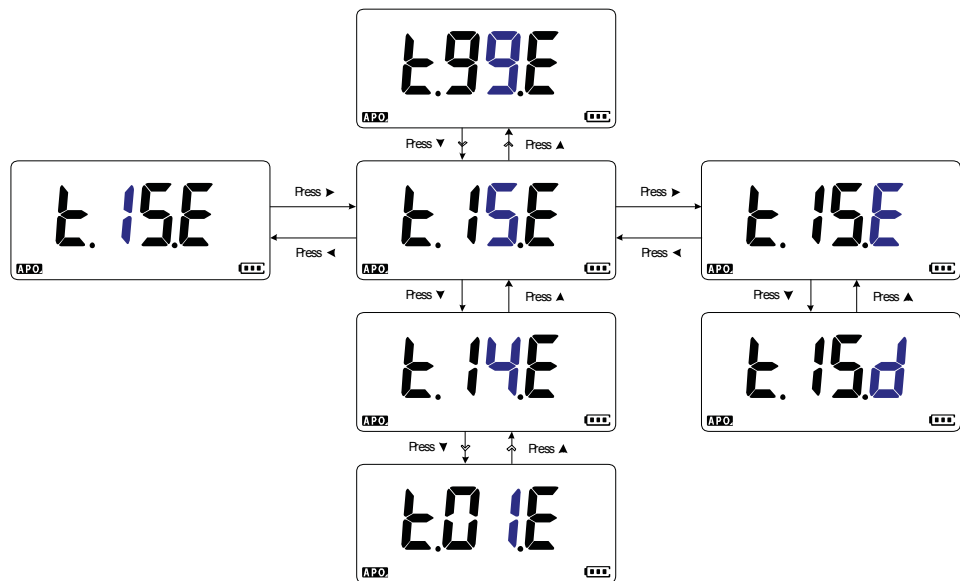 t.99.E
APO
Press ▼
Press ▲
t.15.E
APO
Press ►
Press ◄
t.15.E
APO
Press ►
Press ◄
t.15.E
APO
Press ▼
Press ▲
Press ▼
Press ▲
t.14.E
APO
t.15.d
APO
Press ▼
Press ▲
t.01.E
APO